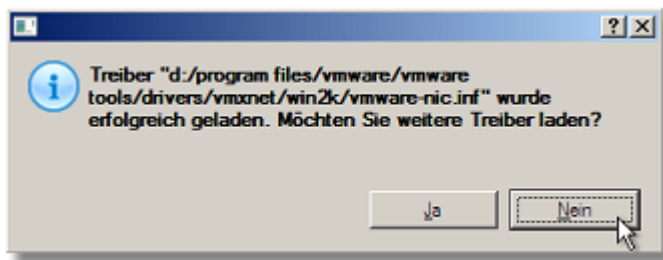 Treiber "d:/program files/vmware/vmware
tools/drivers/vmxnet/win2k/vmware-nic.inf" wurde
erfolgreich geladen. Möchten Sie weitere Treiber laden?
Ja
Nein